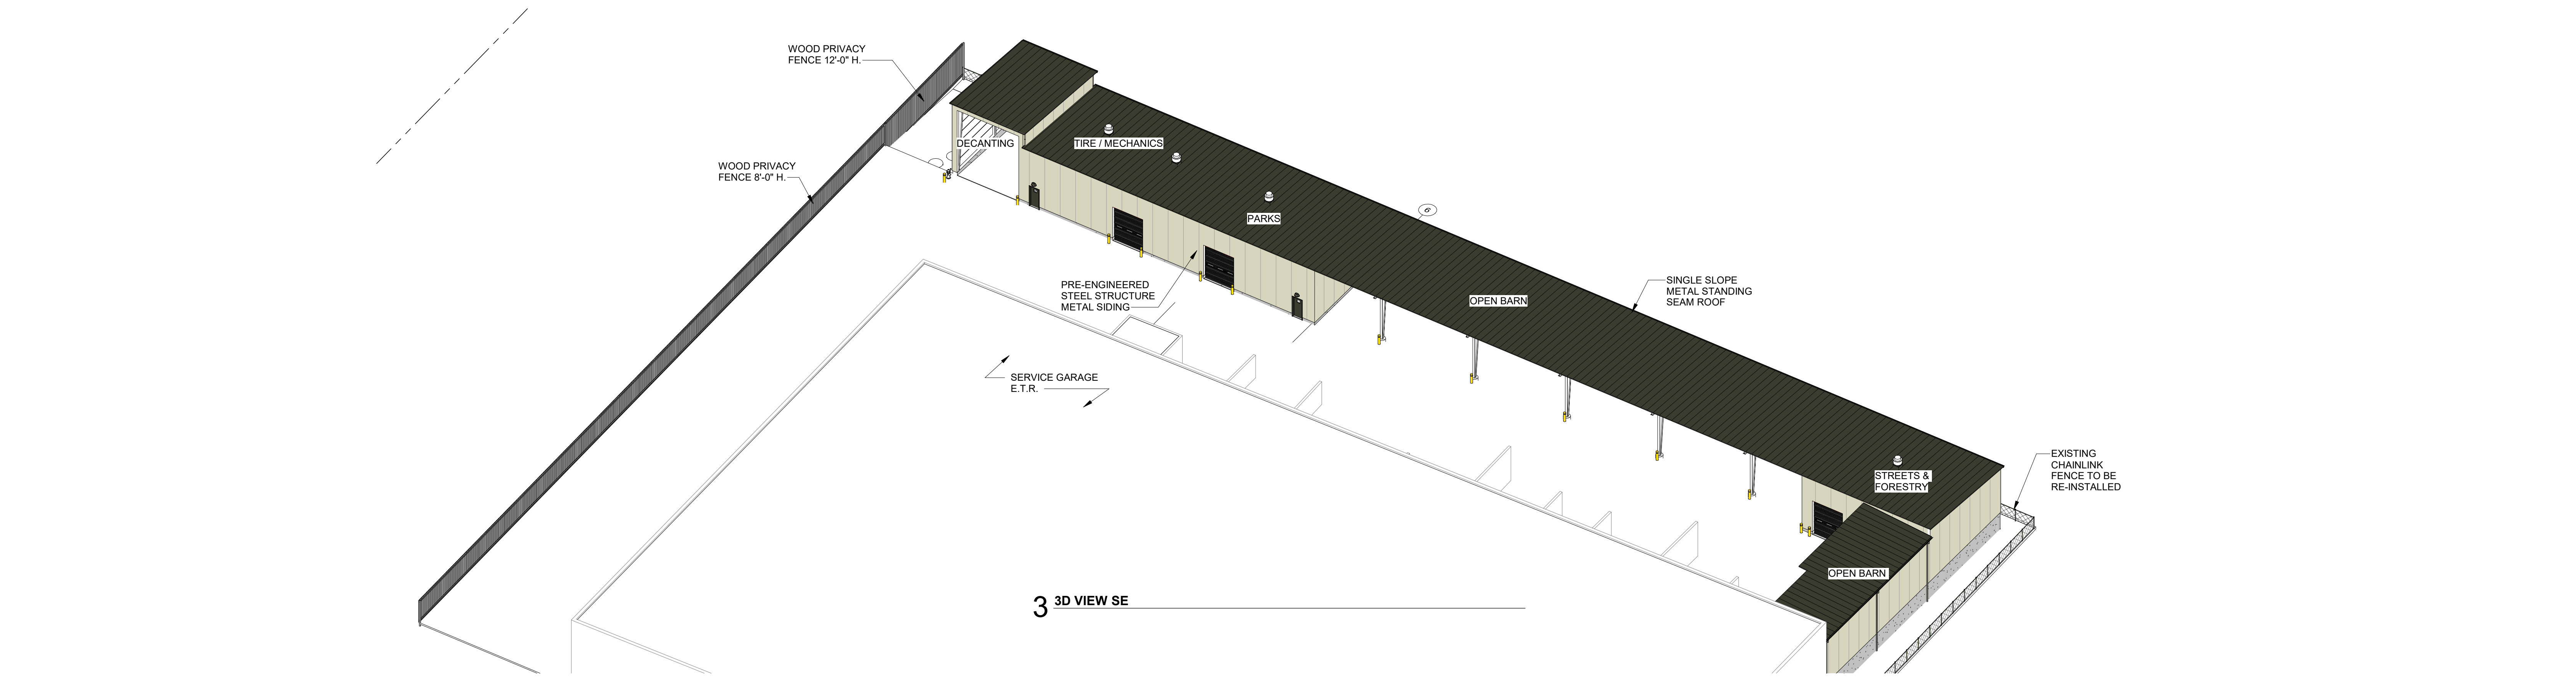 WOOD PRIVACY
FENCE 12'-0" H.
DECANTING
TIRE / MECHANICS
WOOD PRIVACY
FENCE 8'-0" H.
PARKS
6
PRE-ENGINEERED
STEEL STRUCTURE
METAL SIDING
OPEN BARN
SINGLE SLOPE
METAL STANDING
SEAM ROOF
SERVICE GARAGE
E.T.R.
EXISTING
CHAINLINK
FENCE TO BE
RE-INSTALLED
STREETS &
FORESTRY
OPEN BARN
3 3D VIEW SE